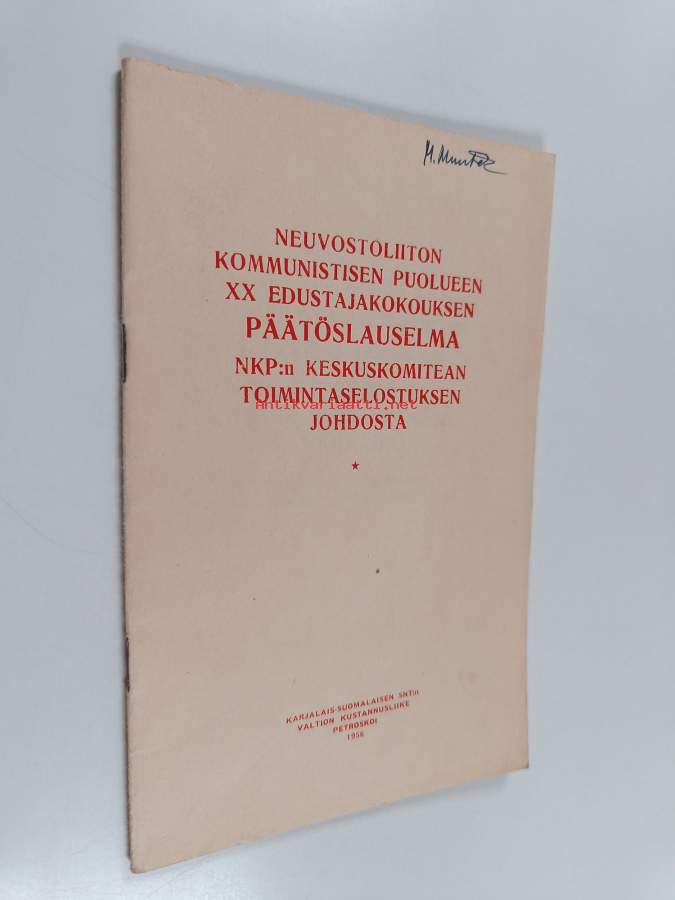 NEUVOSTOLIITON
KOMMUNISTISEN PUOLUEEN
XX EDUSTAJAKOKOUKSEN
PÄÄTÖSLAUSELMA
NKP:n KESKUSKOMITEAN
TOIMINTASELOSTUKSEN
Antikvariaatti.net
JOHDOSTA
KARJALAIS-SUOMALAISEN SNT:n
VALTION KUSTANNUSLIIKE
PETROSKOI
1956